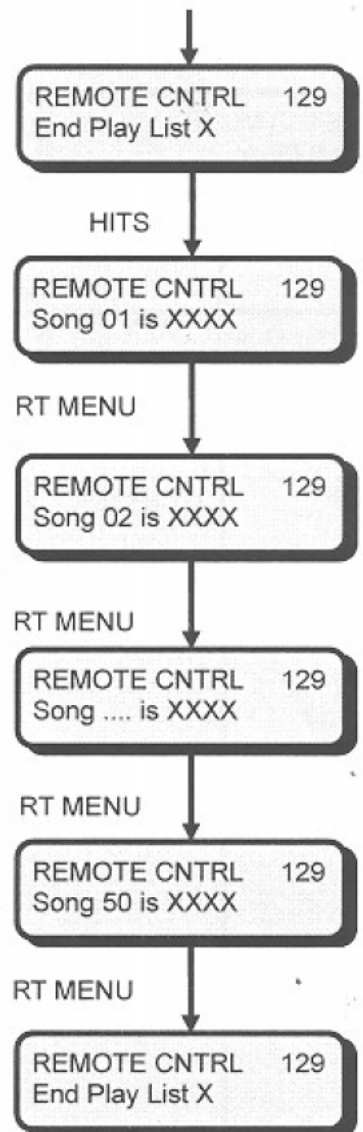 REMOTE CNTRL 129
End Play List X
HITS
REMOTE CNTRL 129
Song 01 is XXXX
RT MENU
REMOTE CNTRL 129
Song 02 is XXXX
RT MENU
REMOTE CNTRL 129
Song .... is XXXX
RT MENU
REMOTE CNTRL 129
Song 50 is XXXX
RT MENU
REMOTE CNTRL 129
End Play List X